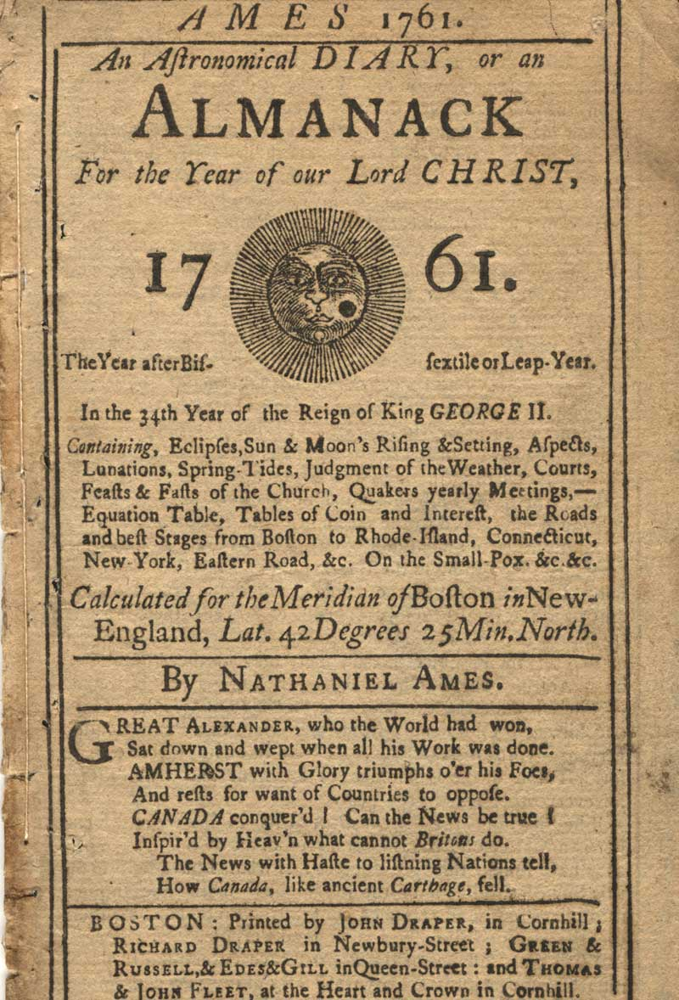 AMES 1761.
An Aſtronomical DIARY, or an
ALMANACK
For the Year of our Lord CHRIST,
17 61.
The Year after Biſ- ſextile or Leap-Year.
In the 34th Year of the Reign of King GEORGE II.
Containing, Eclipſes, Sun & Moon's Riſing & Setting, Aſpects,
Lunations, Spring-Tides, Judgment of the Weather, Courts,
Feaſts & Faſts of the Church, Quakers yearly Meetings,—
Equation Table, Tables of Coin and Intereſt, the Roads
and beſt Stages from Boſton to Rhode-Iſland, Connecticut,
New-York, Eaſtern Road, &c. On the Small-Pox. &c.&c.
Calculated for the Meridian of Boſton in New-
England, Lat. 42 Degrees 25 Min. North.
By NATHANIEL AMES.
GREAT ALEXANDER, who the World had won,
Sat down and wept when all his Work was done.
AMHERST with Glory triumphs o'er his Foes,
And reſts for want of Countries to oppoſe.
CANADA conquer'd! Can the News be true!
Inſpir'd by Heav'n what cannot Britons do.
The News with Haſte to liſtning Nations tell,
How Canada, like ancient Carthage, fell.
BOSTON: Printed by JOHN DRAPER, in Cornhill;
RICHARD DRAPER in Newbury-Street; GREEN &
RUSSELL, & EDES & GILL in Queen-Street: and THOMAS
& JOHN FLEET, at the Heart and Crown in Cornhill.